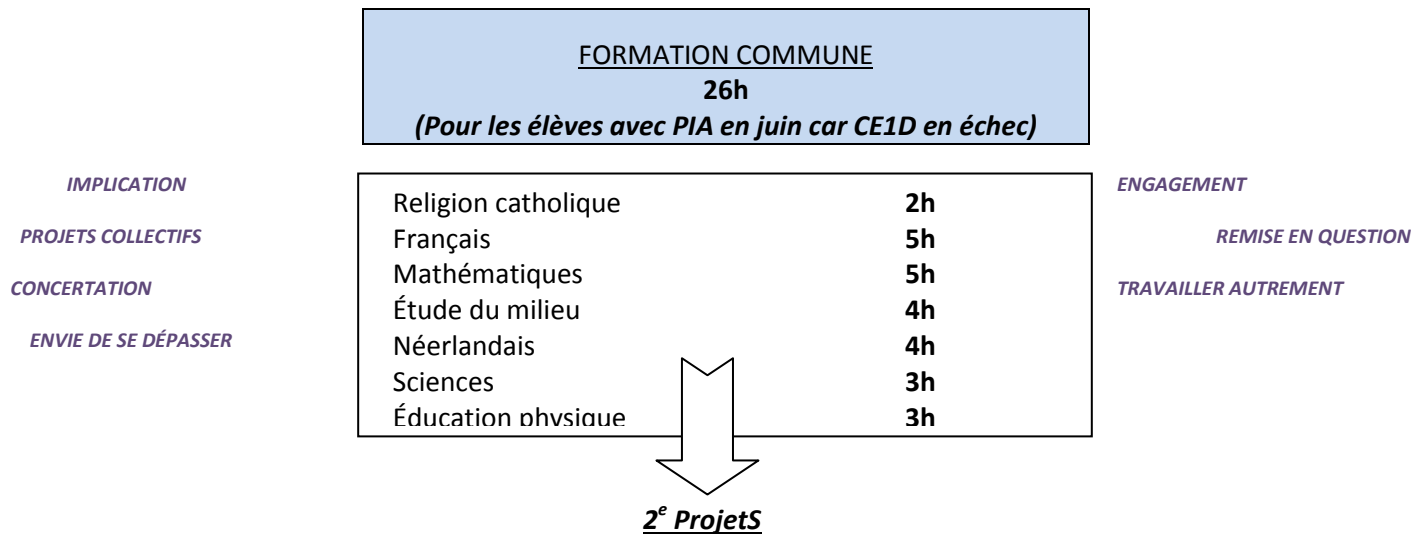 FORMATION COMMUNE
26h
(Pour les élèves avec PIA en juin car CE1D en échec)
IMPLICATION
PROJETS COLLECTIFS
CONCERTATION
ENVIE DE SE DÉPASSER
Religion catholique 2h
Français 5h
Mathématiques 5h
Étude du milieu 4h
Néerlandais 4h
Sciences 3h
Éducation physique 3h
ENGAGEMENT
REMISE EN QUESTION
TRAVAILLER AUTREMENT
2e ProjetS